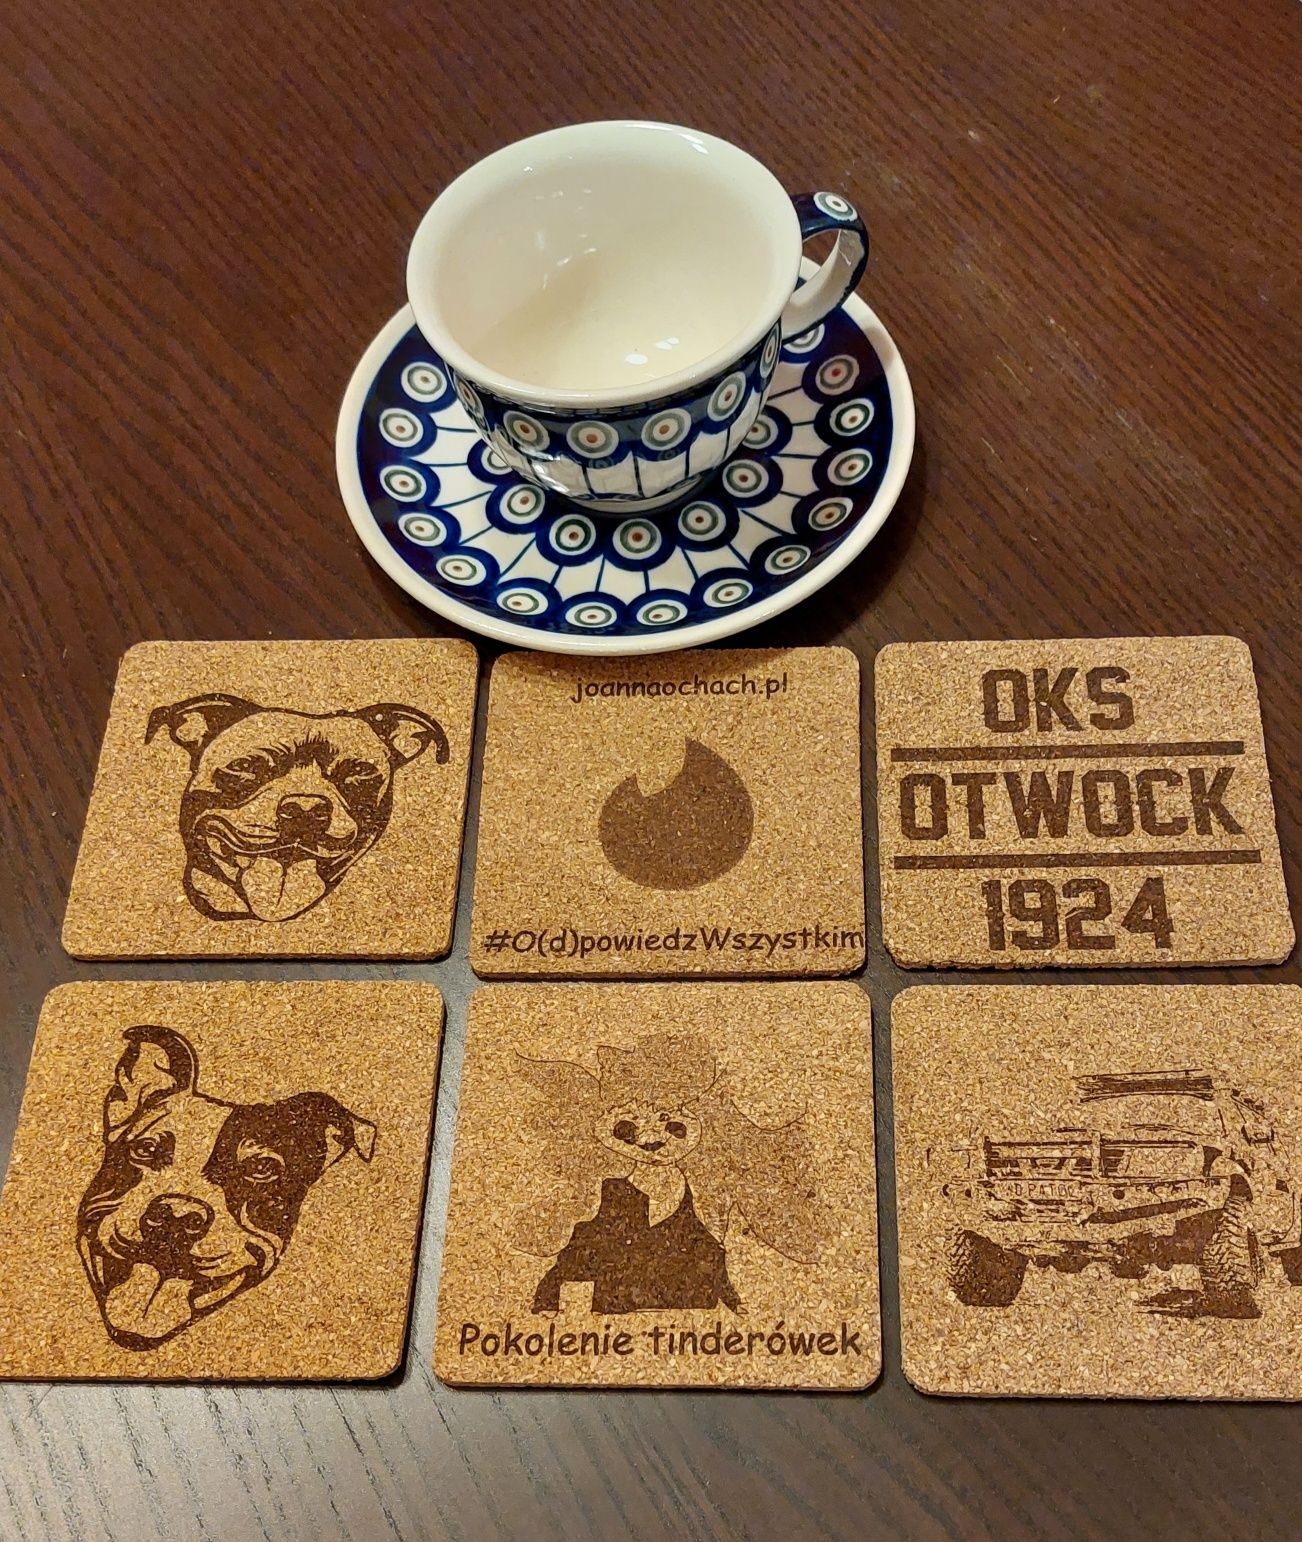 joannaochach.pl
#O(d)powiedzWszystkim
OKS
OTWOCK
1924
Pokolenie tinderówek